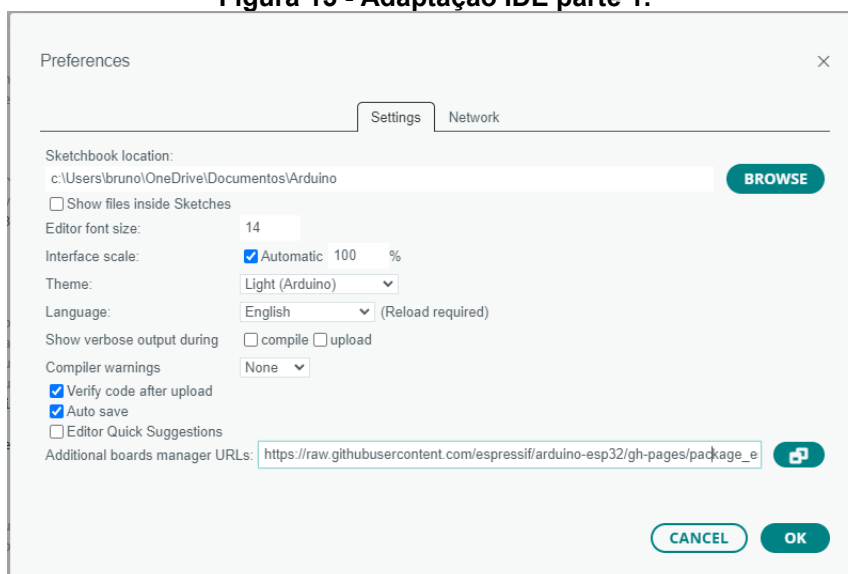 Figura 15 - Adaptação IDE parte 1.
Preferences
Settings Network
Sketchbook location:
c:\Users\bruno\OneDrive\Documentos\Arduino
BROWSE
Show files inside Sketches
Editor font size: 14
Interface scale: Automatic 100 %
Theme: Light (Arduino)
Language: English (Reload required)
Show verbose output during compile upload
Compiler warnings None
Verify code after upload
Auto save
Editor Quick Suggestions
Additional boards manager URLs: https://raw.githubusercontent.com/espressif/arduino-esp32/gh-pages/package_e
CANCEL OK